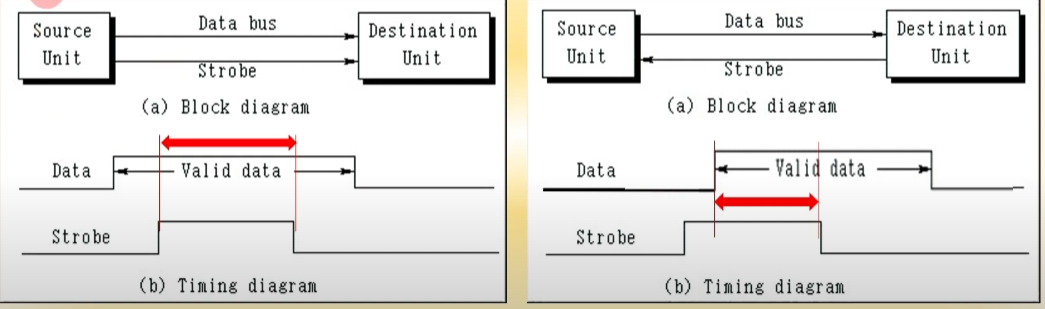 Source
Unit
Data bus
Strobe
Destination
Unit
(a) Block diagram
Data
Valid data
Strobe
(b) Timing diagram
Source
Unit
Data bus
Strobe
Destination
Unit
(a) Block diagram
Data
Valid data
Strobe
(b) Timing diagram